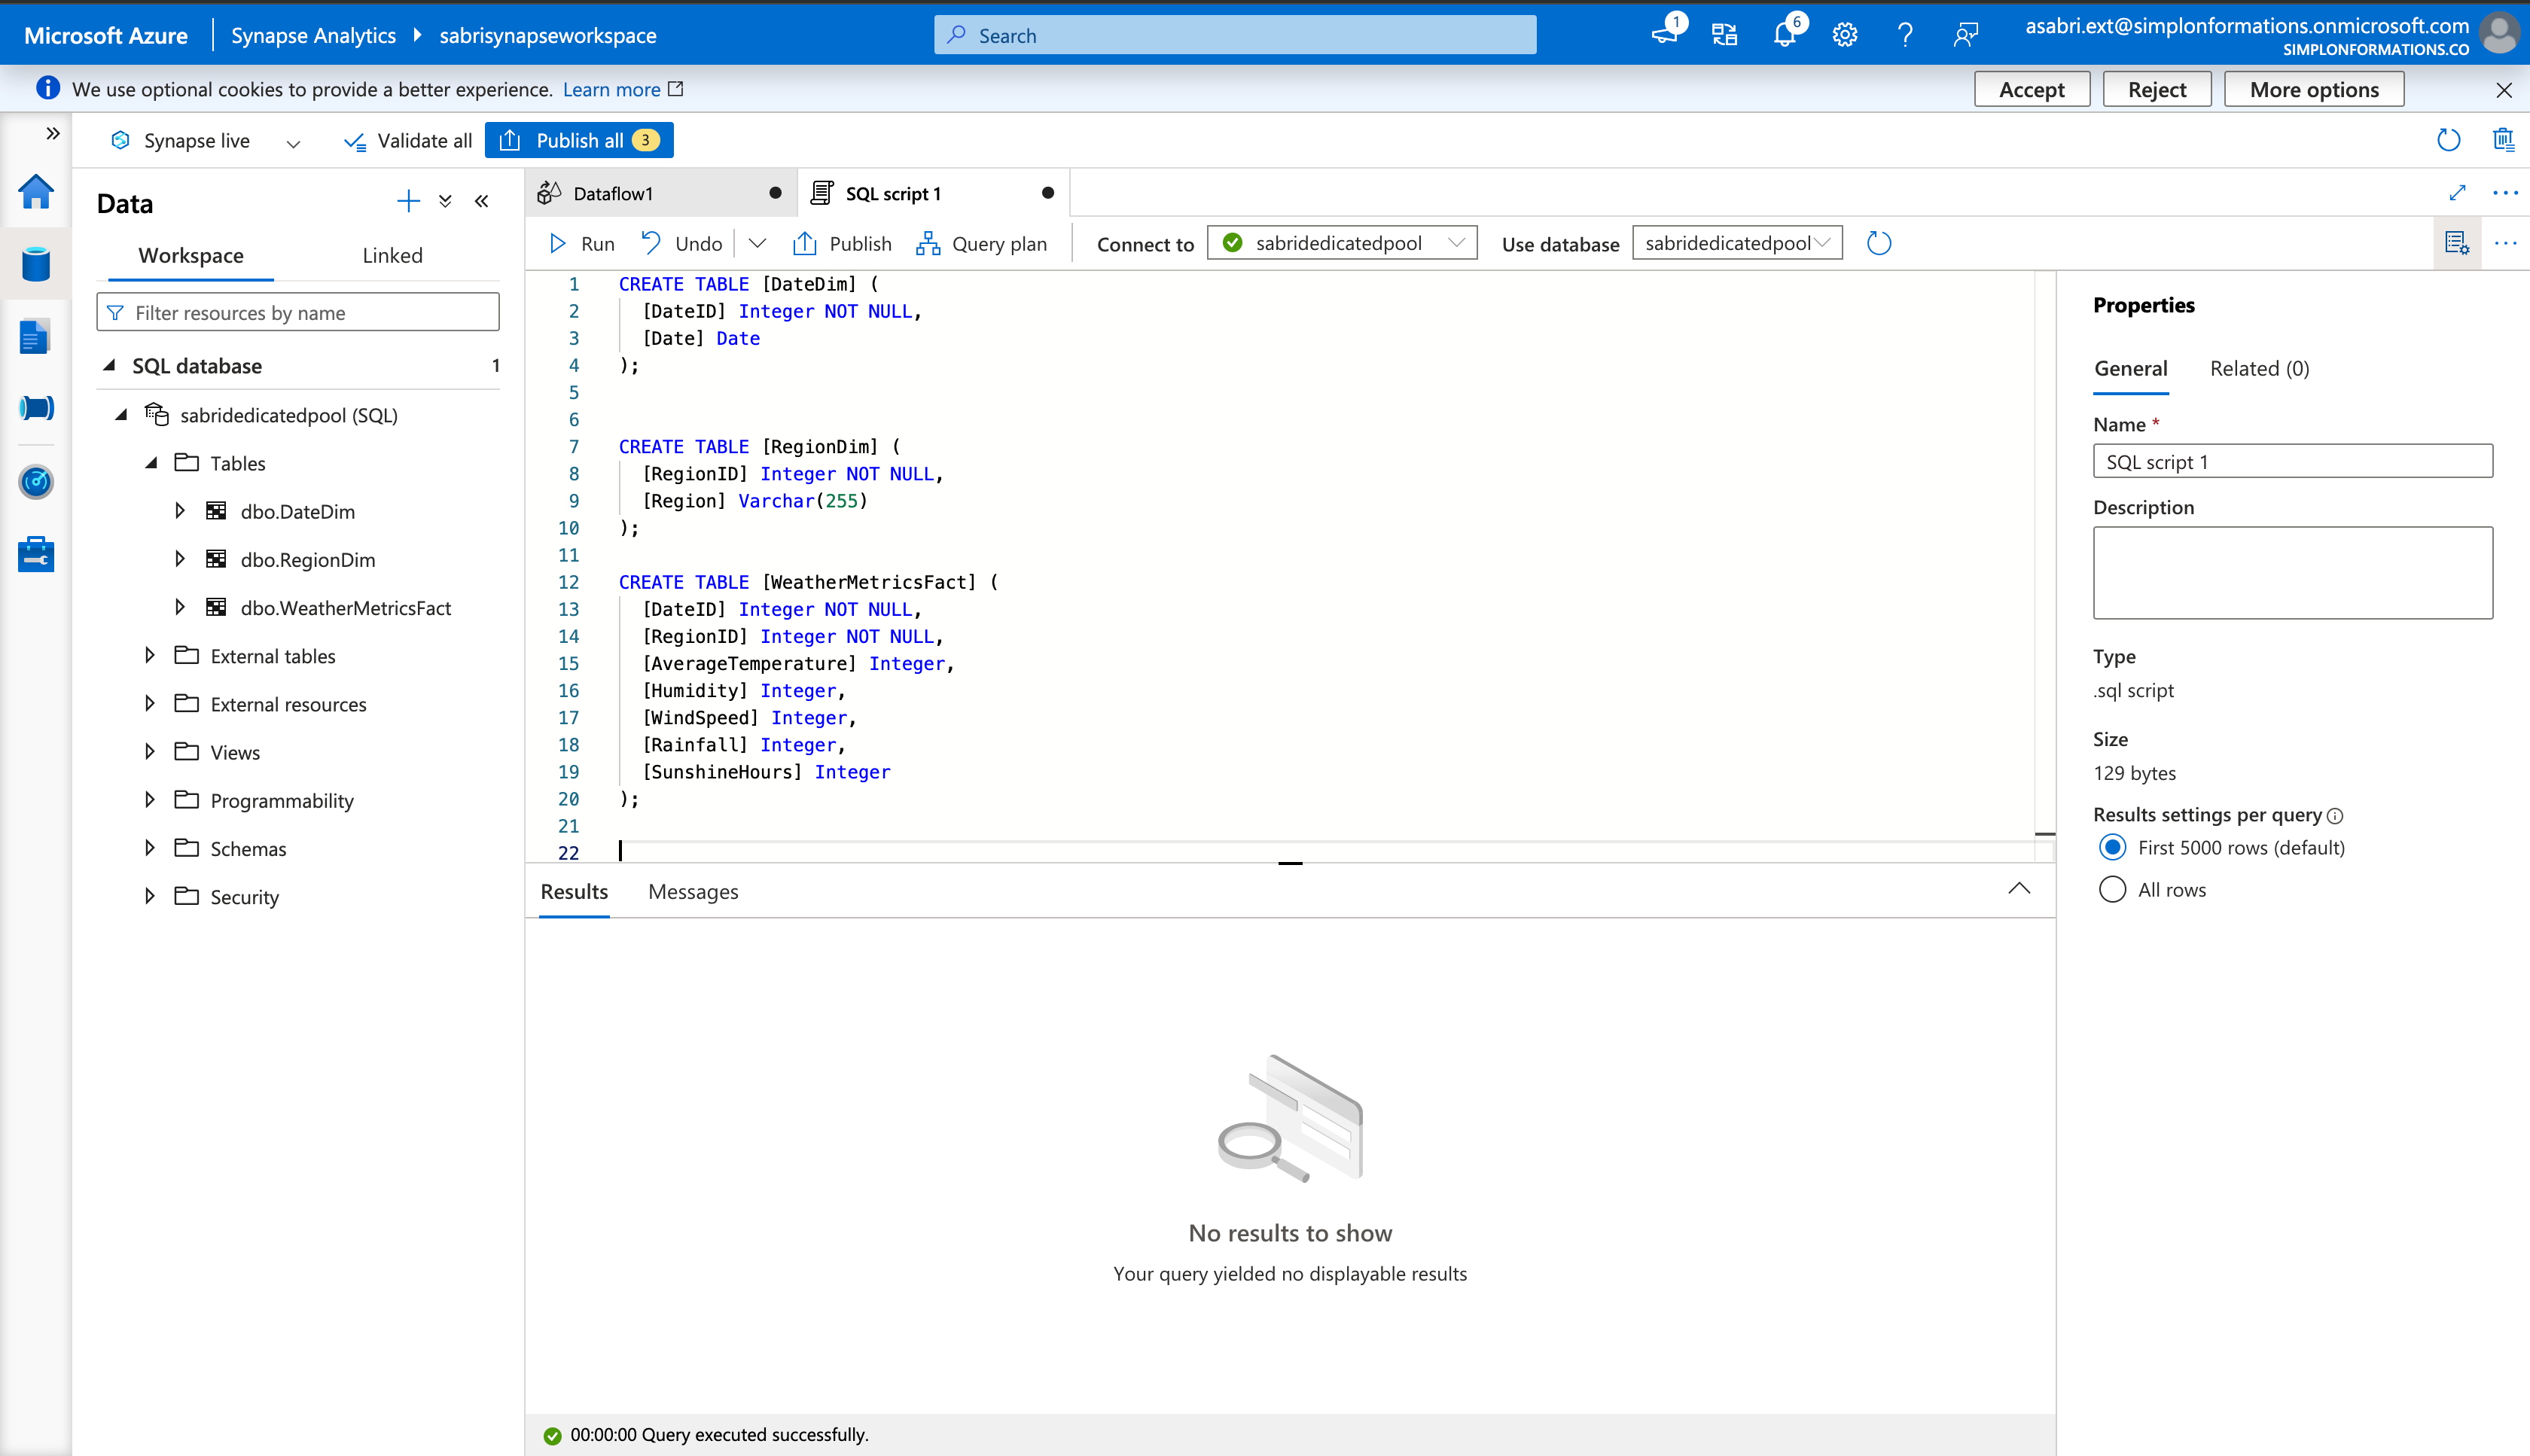 Microsoft Azure
Synapse Analytics
sabrisynapseworkspace
Search
1
6
asabri.ext@simplonformations.onmicrosoft.com
SIMPLONFORMATIONS.CO
We use optional cookies to provide a better experience. Learn more
Accept
Reject
More options
Synapse live
Validate all
Publish all 3
Data
Workspace
Linked
Filter resources by name
SQL database 1
sabridedicatedpool (SQL)
Tables
dbo.DateDim
dbo.RegionDim
dbo.WeatherMetricsFact
External tables
External resources
Views
Programmability
Schemas
Security
Dataflow1
SQL script 1
Run
Undo
Publish
Query plan
Connect to
sabridedicatedpool
Use database
sabridedicatedpool
1 CREATE TABLE [DateDim] (
2 [DateID] Integer NOT NULL,
3 [Date] Date
4 );
5
6
7 CREATE TABLE [RegionDim] (
8 [RegionID] Integer NOT NULL,
9 [Region] Varchar(255)
10 );
11
12 CREATE TABLE [WeatherMetricsFact] (
13 [DateID] Integer NOT NULL,
14 [RegionID] Integer NOT NULL,
15 [AverageTemperature] Integer,
16 [Humidity] Integer,
17 [WindSpeed] Integer,
18 [Rainfall] Integer,
19 [SunshineHours] Integer
20 );
21
22
Results
Messages
No results to show
Your query yielded no displayable results
00:00:00 Query executed successfully.
Properties
General
Related (0)
Name *
SQL script 1
Description
Type
.sql script
Size
129 bytes
Results settings per query
First 5000 rows (default)
All rows